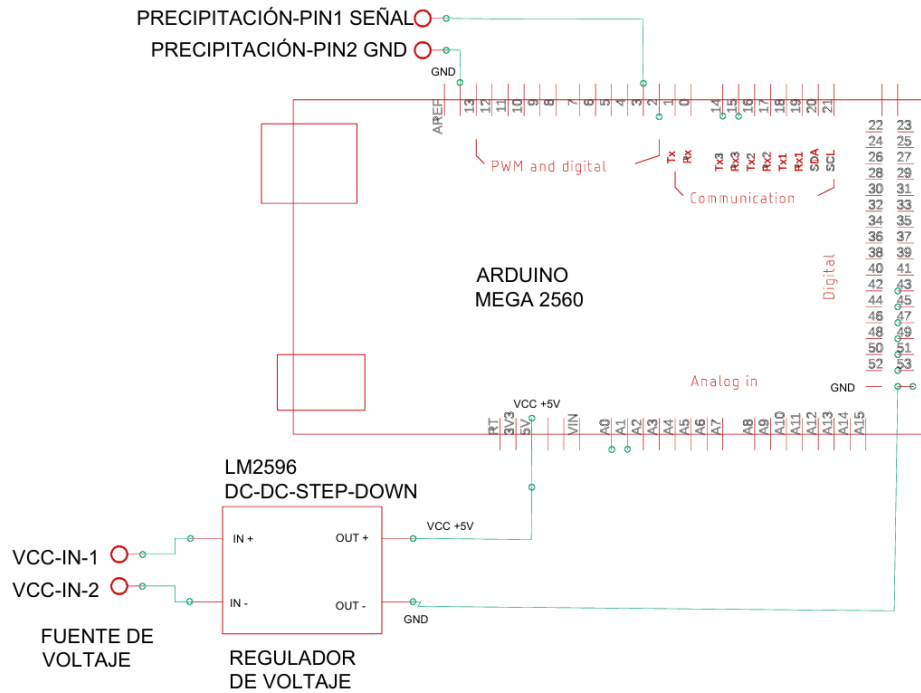 PRECIPITACIÓN-PIN1 SEÑAL
PRECIPITACIÓN-PIN2 GND
GND
AREF
13
12
11
10
9
8
7
6
5
4
3
2
1
0
14
15
16
17
18
19
20
21
Tx
Rx
Tx3
Rx3
Tx2
Rx2
Tx1
Rx1
SDA
SCL
PWM and digital
Communication
22 23
24 25
26 27
28 29
30 31
32 33
34 35
36 37
38 39
40 41
42 43
44 45
46 47
48 49
50 51
52 53
Digital
ARDUINO
MEGA 2560
Analog in
GND
VCC +5V
RT
3V3
5V
VIN
A0
A1
A2
A3
A4
A5
A6
A7
A8
A9
A10
A11
A12
A13
A14
A15
LM2596
DC-DC-STEP-DOWN
IN +
OUT +
VCC +5V
VCC-IN-1
VCC-IN-2
IN -
OUT -
GND
FUENTE DE
VOLTAJE
REGULADOR
DE VOLTAJE